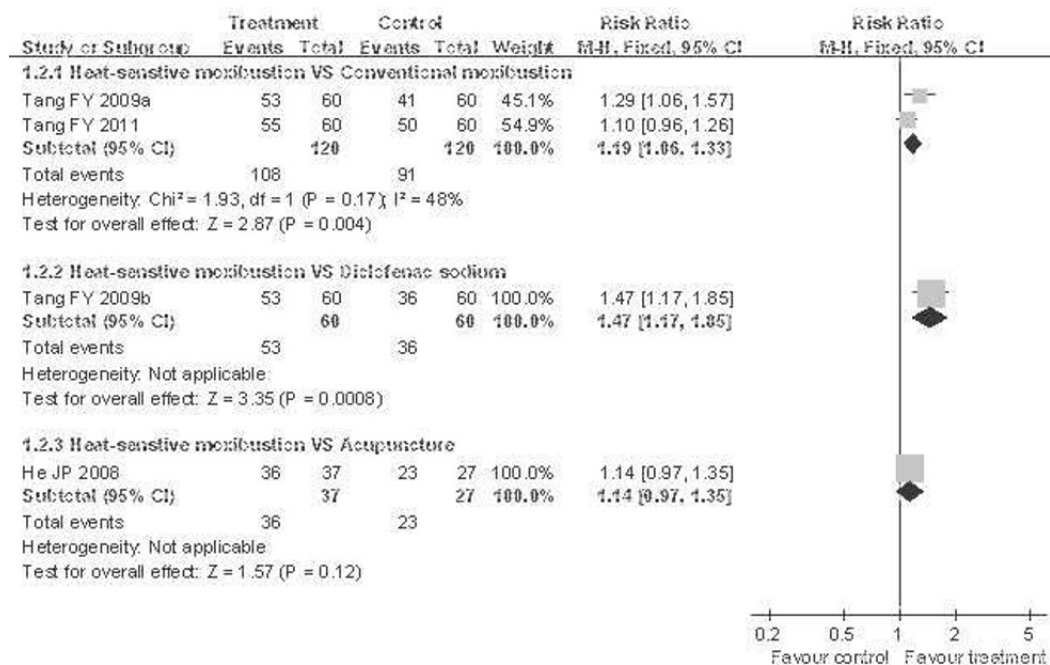 Treatment Control Risk Ratio Risk Ratio
Study or Subgroup Events Total Events Total Weight M-H, Fixed, 95% CI M-H, Fixed, 95% CI
1.2.1 Heat-senstive moxibustion VS Conventional moxibustion
Tang FY 2009a 53 60 41 60 45.1% 1.29 [1.06, 1.57]
Tang FY 2011 55 60 50 60 54.9% 1.10 [0.96, 1.26]
Subtotal (95% CI) 120 120 100.0% 1.19 [1.06, 1.33]
Total events 108 91
Heterogeneity: Chi² = 1.93, df = 1 (P = 0.17); I² = 48%
Test for overall effect: Z = 2.87 (P = 0.004)
1.2.2 Heat-senstive moxibustion VS Diclofenac sodium
Tang FY 2009b 53 60 36 60 100.0% 1.47 [1.17, 1.85]
Subtotal (95% CI) 60 60 100.0% 1.47 [1.17, 1.85]
Total events 53 36
Heterogeneity: Not applicable
Test for overall effect: Z = 3.35 (P = 0.0008)
1.2.3 Heat-senstive moxibustion VS Acupuncture
He JP 2008 36 37 23 27 100.0% 1.14 [0.97, 1.35]
Subtotal (95% CI) 37 27 100.0% 1.14 [0.97, 1.35]
Total events 36 23
Heterogeneity: Not applicable
Test for overall effect: Z = 1.57 (P = 0.12)
0.2 0.5 1 2 5
Favour control Favour treatment